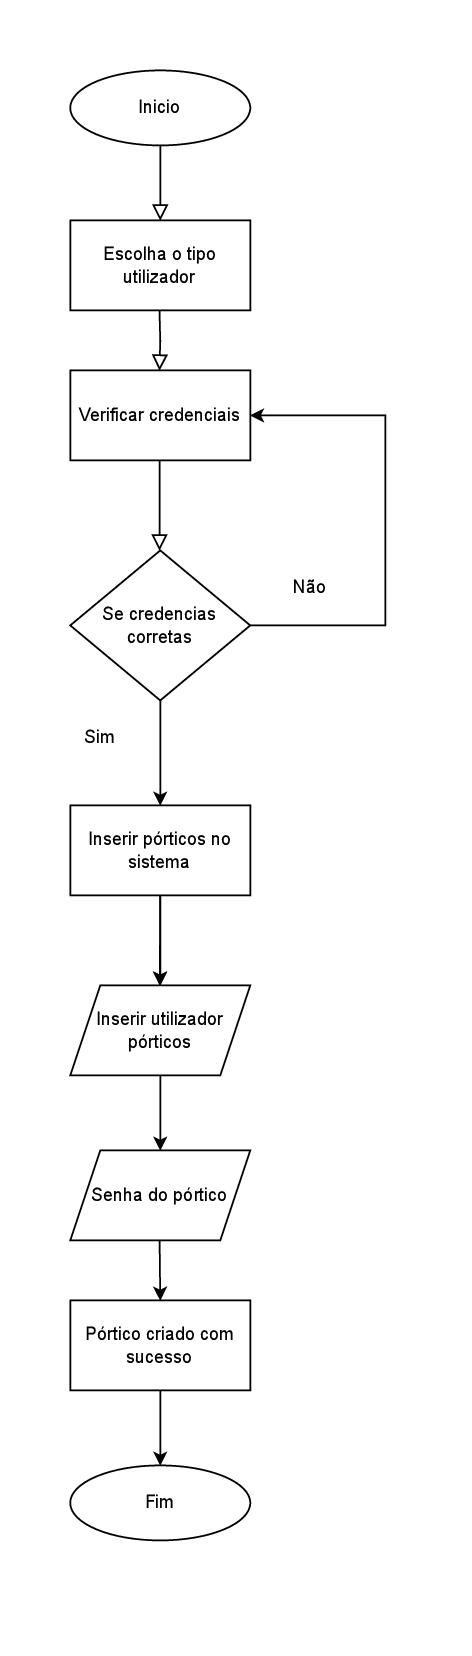 Inicio
Escolha o tipo
utilizador
Verificar credenciais
Não
Se credencias
corretas
Sim
Inserir pórticos no
sistema
Inserir utilizador
pórticos
Senha do pórtico
Pórtico criado com
sucesso
Fim